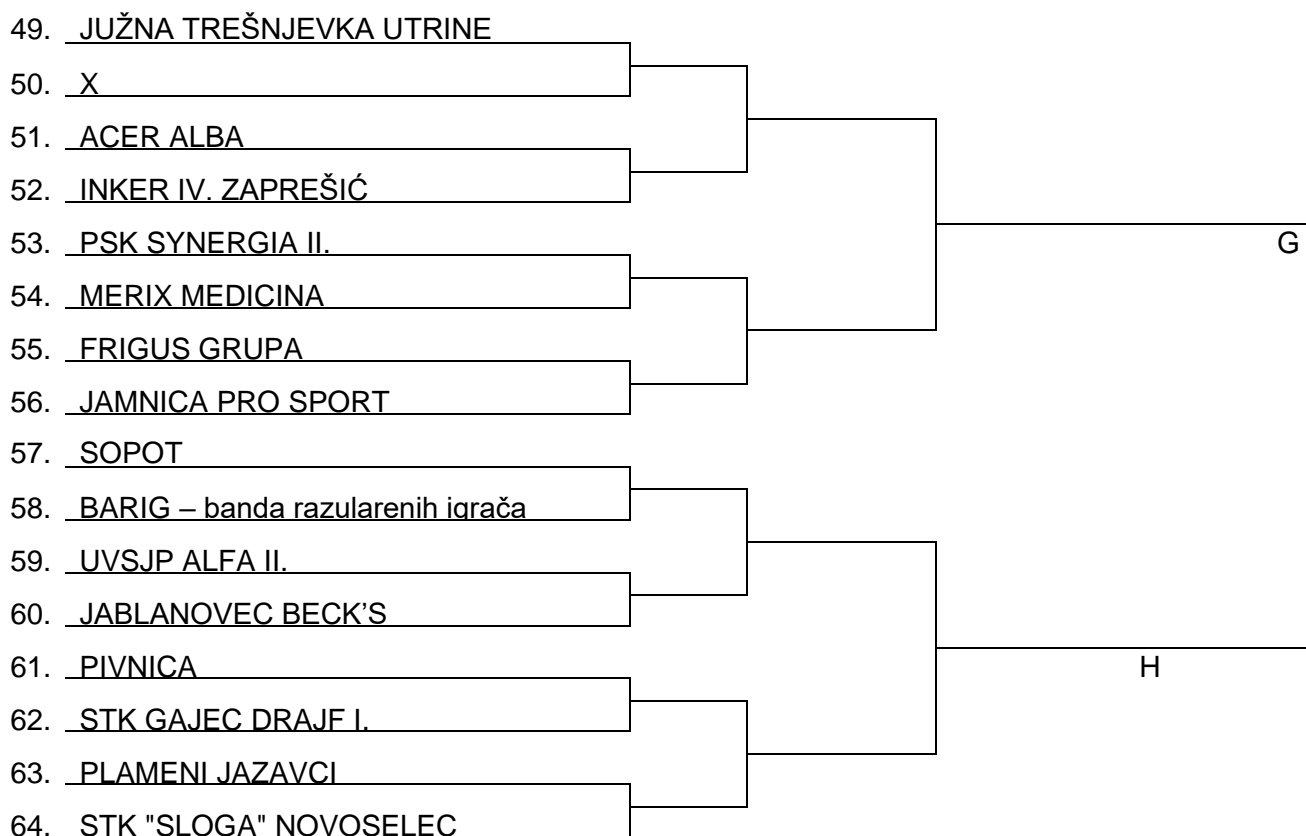 49. JUŽNA TREŠNJEVKA UTRINE
50. X
51. ACER ALBA
52. INKER IV. ZAPREŠIĆ
53. PSK SYNERGIA II.
G
54. MERIX MEDICINA
55. FRIGUS GRUPA
56. JAMNICA PRO SPORT
57. SOPOT
58. BARIG – banda razularenih igrača
59. UVSJP ALFA II.
60. JABLANOVEC BECK’S
61. PIVNICA
H
62. STK GAJEC DRAJF I.
63. PLAMENI JAZAVCI
64. STK "SLOGA" NOVOSELEC